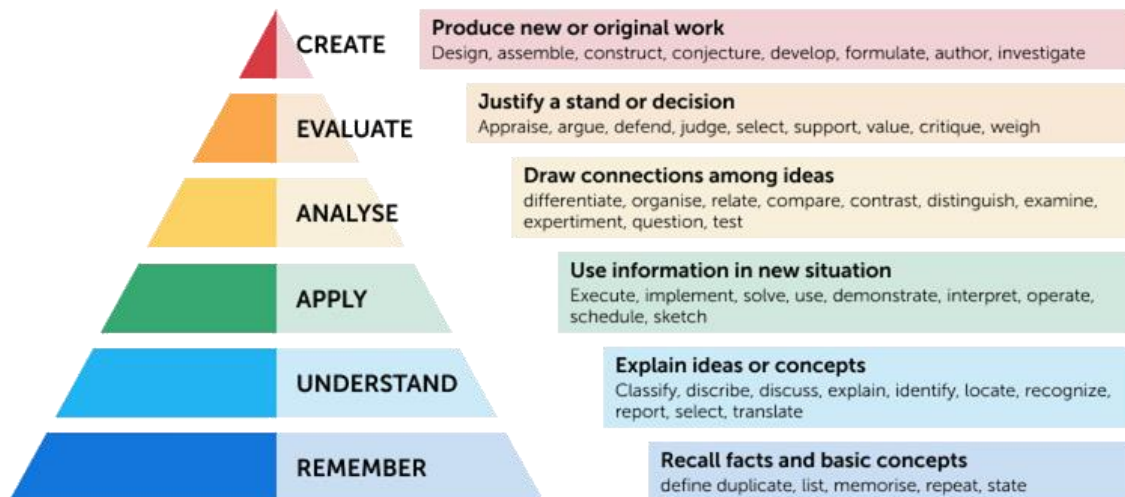 CREATE
Produce new or original work
Design, assemble, construct, conjecture, develop, formulate, author, investigate
EVALUATE
Justify a stand or decision
Appraise, argue, defend, judge, select, support, value, critique, weigh
ANALYSE
Draw connections among ideas
differentiate, organise, relate, compare, contrast, distinguish, examine,
expertiment, question, test
APPLY
Use information in new situation
Execute, implement, solve, use, demonstrate, interpret, operate,
schedule, sketch
UNDERSTAND
Explain ideas or concepts
Classify, discribe, discuss, explain, identify, locate, recognize,
report, select, translate
REMEMBER
Recall facts and basic concepts
define duplicate, list, memorise, repeat, state